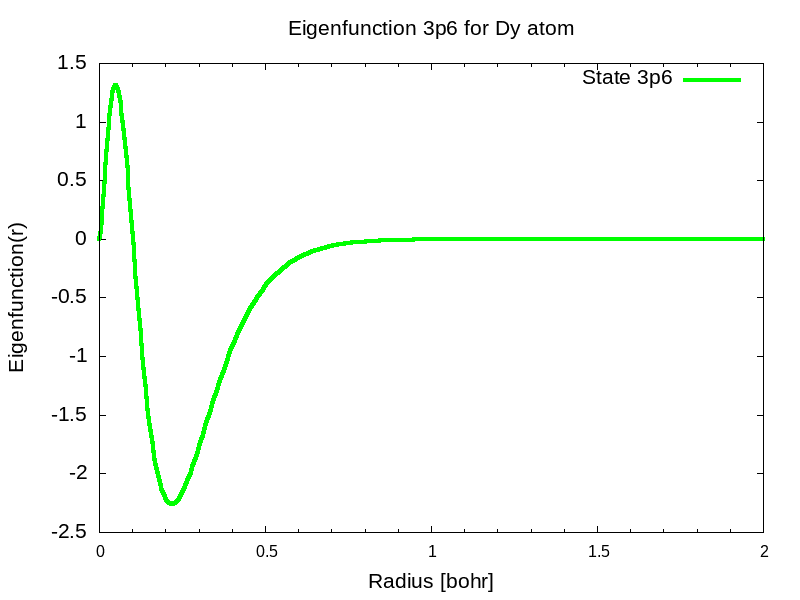 Eigenfunction 3p6 for Dy atom
State 3p6
1.5
1
0.5
0
-0.5
-1
-1.5
-2
-2.5
Eigenfunction(r)
0 0.5 1 1.5 2
Radius [bohr]